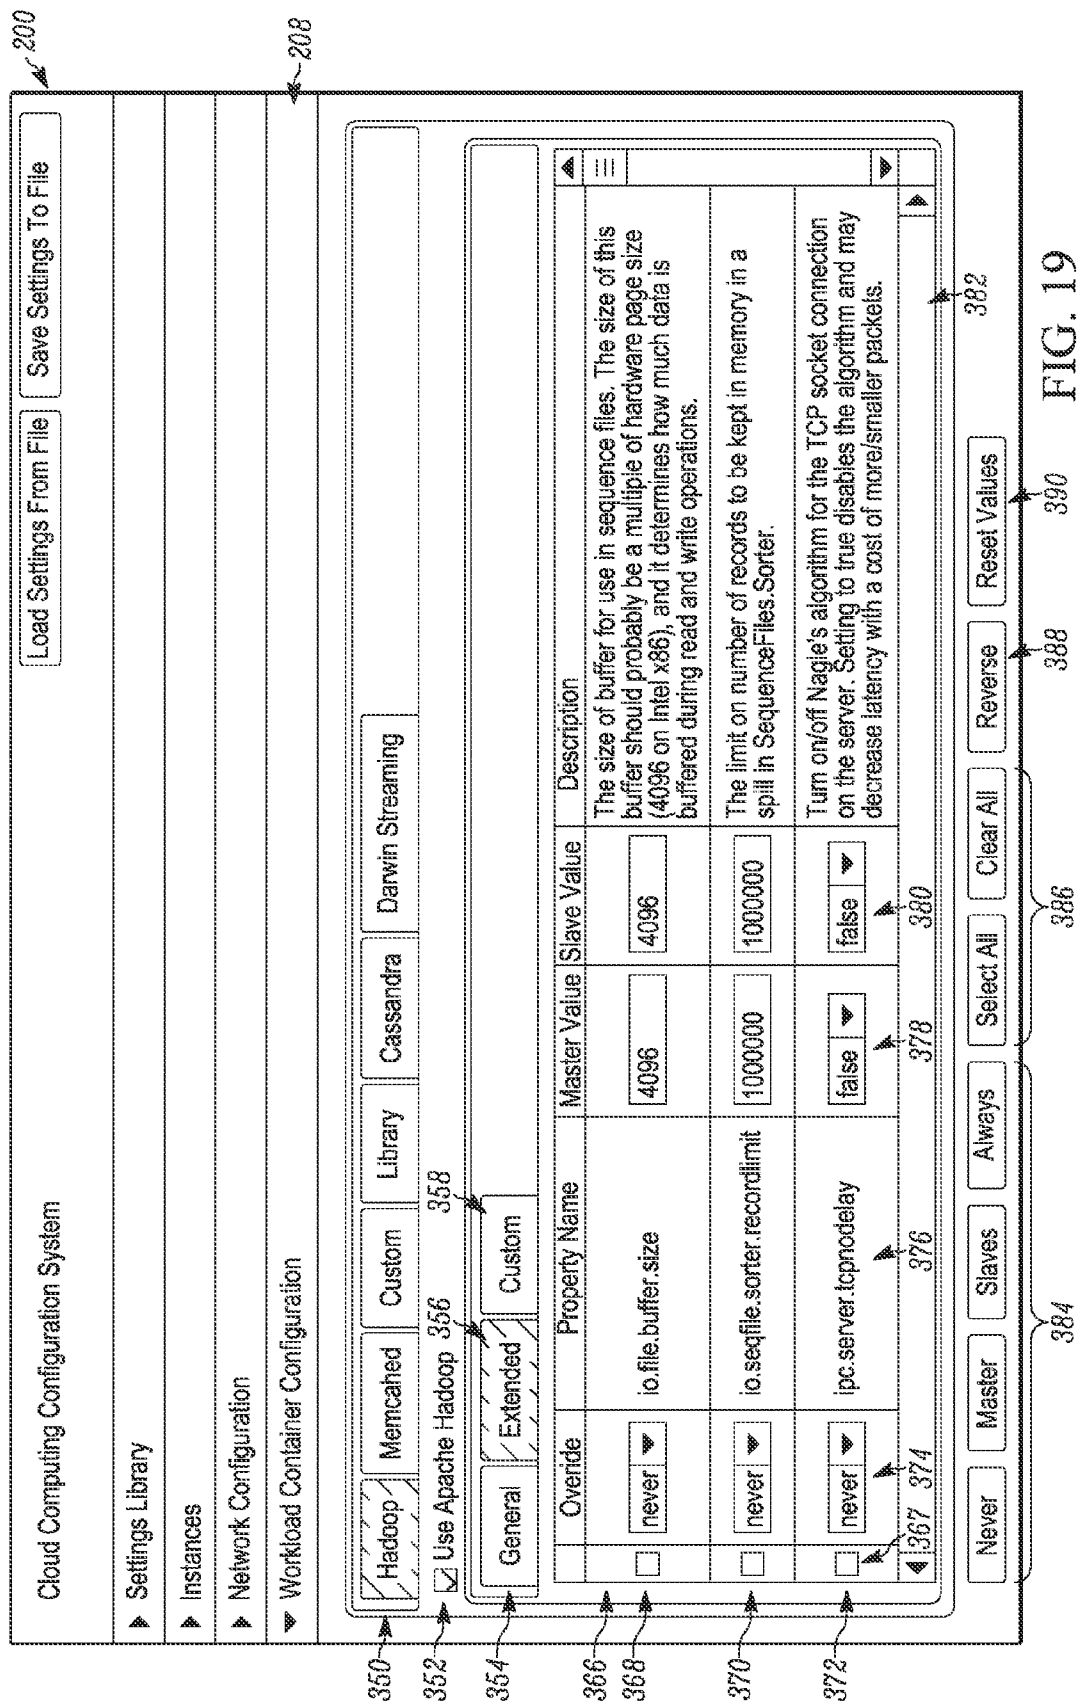 200
Cloud Computing Configuration System
Load Settings From File
Save Settings To File
Settings Library
Instances
Network Configuration
Workload Container Configuration
208
350
Hadoop
Memcahed
Custom
Library
Cassandra
Darwin Streaming
352
Use Apache Hadoop
356
358
354
General
Extended
Custom
366
Overide
Property Name
Master Value
Slave Value
Description
368
never
io.file.buffer.size
4096
4096
The size of buffer for use in sequence files. The size of this
buffer should probably be a multiple of hardware page size
(4096 on Intel x86), and it determines how much data is
buffered during read and write operations.
370
never
io.seqfile.sorter.recordlimit
1000000
1000000
The limit on number of records to be kept in memory in a
spill in SequenceFiles.Sorter.
372
never
ipc.server.tcpnodelay
false
false
Turn on/off Nagle's algorithm for the TCP socket connection
on the server. Setting to true disables the algorithm and may
decrease latency with a cost of more/smaller packets.
367
374
376
378
380
382
Never
Master
Slaves
Always
Select All
Clear All
Reverse
Reset Values
384
386
388
390
FIG. 19